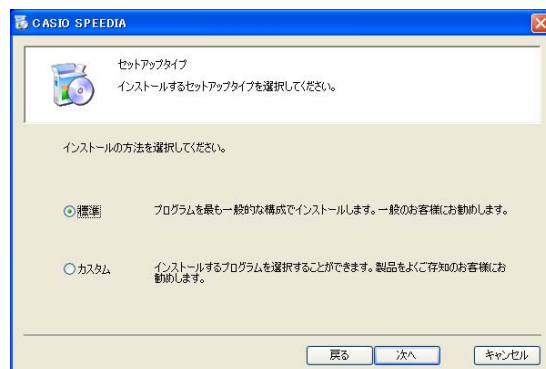 CASIO SPEEDIA
セットアップタイプ
インストールするセットアップタイプを選択してください。
インストールの方法を選択してください。
標準
プログラムを最も一般的な構成でインストールします。一般のお客様にお勧めします。
カスタム
インストールするプログラムを選択することができます。製品をよくご存知のお客様にお
勧めします。
戻る
次へ
キャンセル